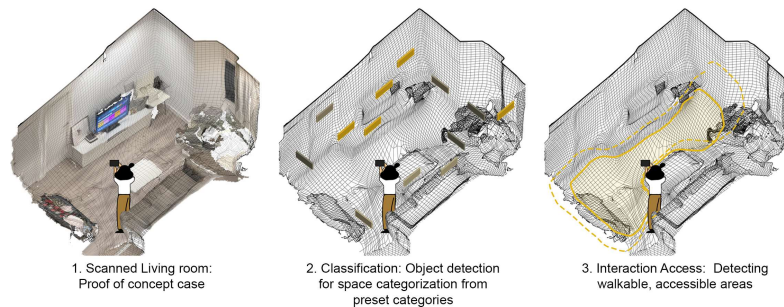 1. Scanned Living room:
Proof of concept case
2. Classification: Object detection
for space categorization from
preset categories
3. Interaction Access:  Detecting
walkable, accessible areas